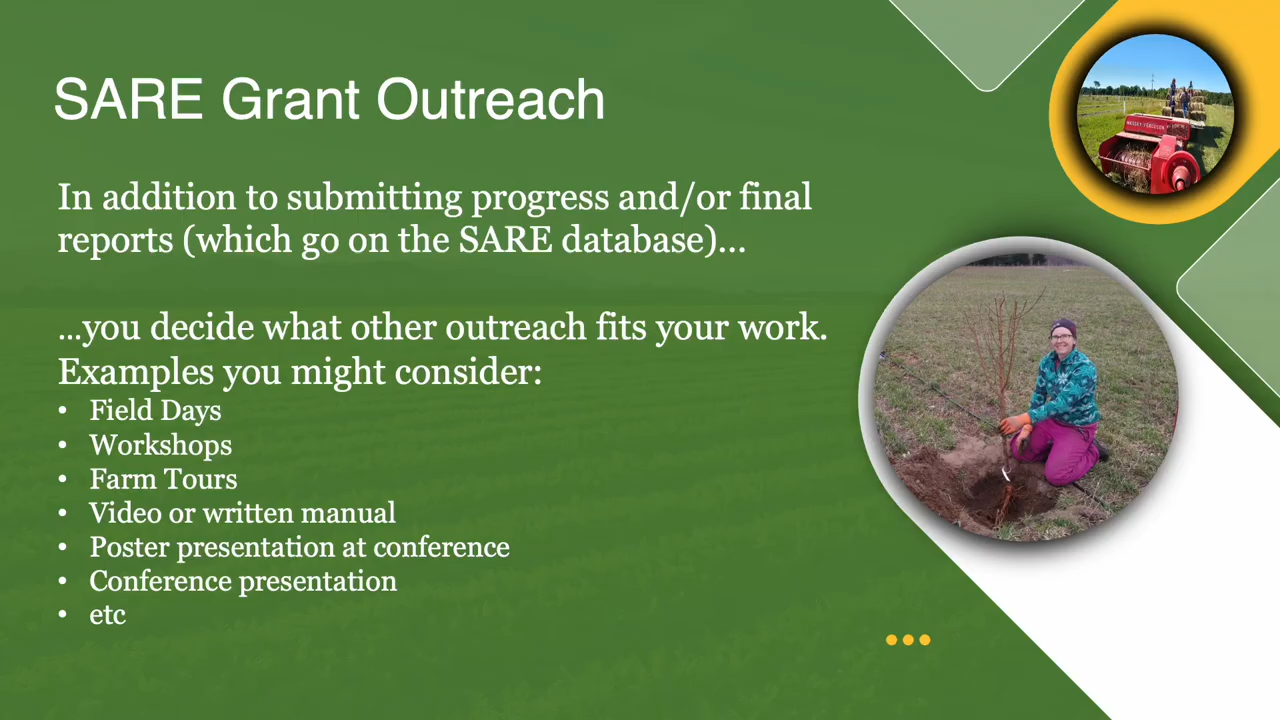 SARE Grant Outreach
In addition to submitting progress and/or final
reports (which go on the SARE database)...
...you decide what other outreach fits your work.
Examples you might consider:
• Field Days
• Workshops
• Farm Tours
• Video or written manual
• Poster presentation at conference
• Conference presentation
• etc